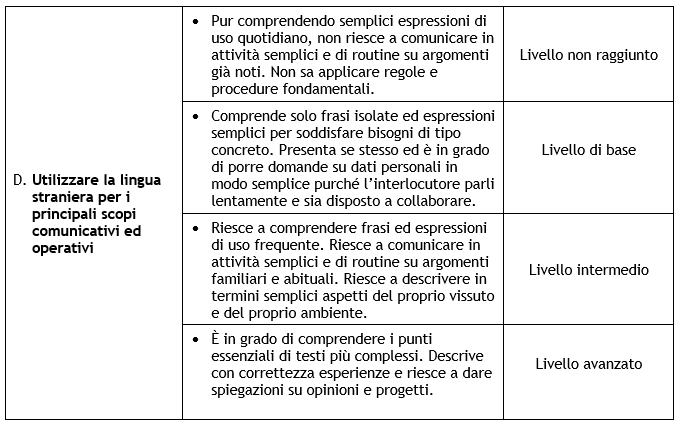 D. Utilizzare la lingua
straniera per i
principali scopi
comunicativi ed
operativi
• Pur comprendendo semplici espressioni di
uso quotidiano, non riesce a comunicare in
attività semplici e di routine su argomenti
già noti. Non sa applicare regole e
procedure fondamentali.
Livello non raggiunto
• Comprende solo frasi isolate ed espressioni
semplici per soddisfare bisogni di tipo
concreto. Presenta se stesso ed è in grado
di porre domande su dati personali in
modo semplice purché l’interlocutore parli
lentamente e sia disposto a collaborare.
Livello di base
• Riesce a comprendere frasi ed espressioni
di uso frequente. Riesce a comunicare in
attività semplici e di routine su argomenti
familiari e abituali. Riesce a descrivere in
termini semplici aspetti del proprio vissuto
e del proprio ambiente.
Livello intermedio
• È in grado di comprendere i punti
essenziali di testi più complessi. Descrive
con correttezza esperienze e riesce a dare
spiegazioni su opinioni e progetti.
Livello avanzato